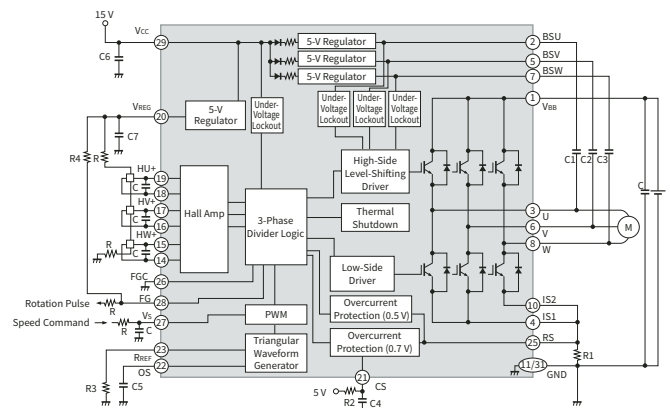 15 V
VCC
29
C6
5-V Regulator
5-V Regulator
5-V Regulator
2
BSU
5
BSV
7
BSW
1
VBB
VREG
20
5-V
Regulator
Under-
Voltage
Lockout
Under-
Voltage
Lockout
Under-
Voltage
Lockout
Under-
Voltage
Lockout
C7
R4
R
HU+
19
C
18
HV+
17
C
16
HW+
15
R
C
14
Hall Amp
3-Phase
Divider Logic
High-Side
Level-Shifting
Driver
Thermal
Shutdown
Low-Side
Driver
C1
C2
C3
C
3
U
6
V
8
W
M
FGC
26
Rotation Pulse
R
FG
28
Speed Command
R
C
VS
27
PWM
Overcurrent
Protection (0.5 V)
Overcurrent
Protection (0.7 V)
10
IS2
4
IS1
25
RS
R1
11/31
GND
23
RREF
22
OS
R3
C5
Triangular
Waveform
Generator
21
CS
5 V
R2
C4